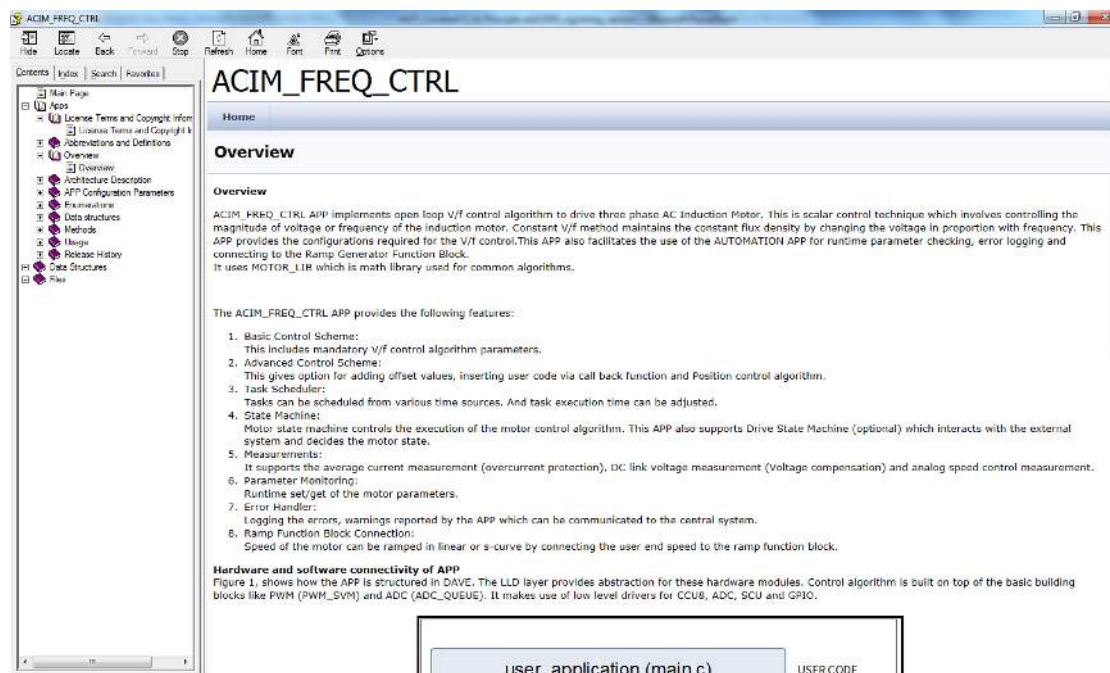 ACIM_FREQ_CTRL
Hide Locate Back Forward Stop Refresh Home Font Print Options
Contents Index Search Favorites
Main Page
Apps
License Terms and Copyright Inform
License Terms and Copyright I
Abbreviations and Definitions
Overview
Overview
Architecture Description
APP Configuration Parameters
Enumerations
Data structures
Methods
Usage
Release History
Data Structures
Files
ACIM_FREQ_CTRL
Home
Overview
Overview
ACIM_FREQ_CTRL APP implements open loop V/f control algorithm to drive three phase AC Induction Motor. This is scalar control technique which involves controlling the
magnitude of voltage or frequency of the induction motor. Constant V/f method maintains the constant flux density by changing the voltage in proportion with frequency. This
APP provides the configurations required for the V/f control.This APP also facilitates the use of the AUTOMATION APP for runtime parameter checking, error logging and
connecting to the Ramp Generator Function Block.
It uses MOTOR_LIB which is math library used for common algorithms.
The ACIM_FREQ_CTRL APP provides the following features:
1. Basic Control Scheme:
This includes mandatory V/f control algorithm parameters.
2. Advanced Control Scheme:
This gives option for adding offset values, inserting user code via call back function and Position control algorithm.
3. Task Scheduler:
Tasks can be scheduled from various time sources. And task execution time can be adjusted.
4. State Machine:
Motor state machine controls the execution of the motor control algorithm. This APP also supports Drive State Machine (optional) which interacts with the external
system and decides the motor state.
5. Measurements:
It supports the average current measurement (overcurrent protection), DC link voltage measurement (Voltage compensation) and analog speed control measurement.
6. Parameter Monitoring:
Runtime set/get of the motor parameters.
7. Error Handler:
Logging the errors, warnings reported by the APP which can be communicated to the central system.
8. Ramp Function Block Connection:
Speed of the motor can be ramped in linear or s-curve by connecting the user end speed to the ramp function block.
Hardware and software connectivity of APP
Figure 1, shows how the APP is structured in DAVE. The LLD layer provides abstraction for these hardware modules. Control algorithm is built on top of the basic building
blocks like PWM (PWM_SVM) and ADC (ADC_QUEUE). It makes use of low level drivers for CCU8, ADC, SCU and GPIO.
user application (main.c) USER CODE